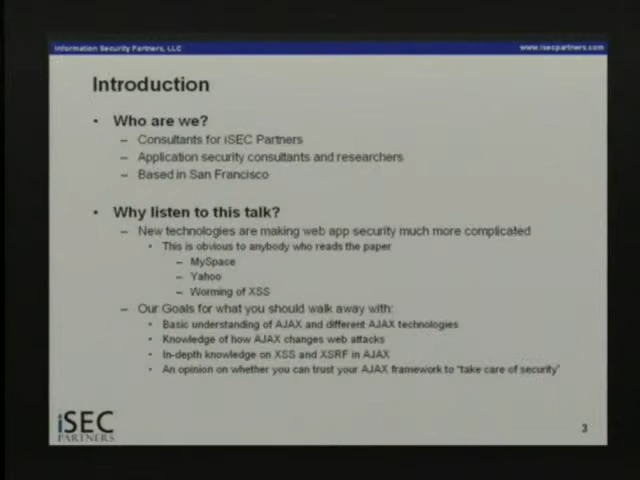 Information Security Partners, LLC
www.isecpartners.com
Introduction
• Who are we?
– Consultants for iSEC Partners
– Application security consultants and researchers
– Based in San Francisco
• Why listen to this talk?
– New technologies are making web app security much more complicated
• This is obvious to anybody who reads the paper
– MySpace
– Yahoo
– Worming of XSS
– Our Goals for what you should walk away with:
• Basic understanding of AJAX and different AJAX technologies
• Knowledge of how AJAX changes web attacks
• In-depth knowledge on XSS and XSRF in AJAX
• An opinion on whether you can trust your AJAX framework to “take care of security”
iSEC
PARTNERS
3